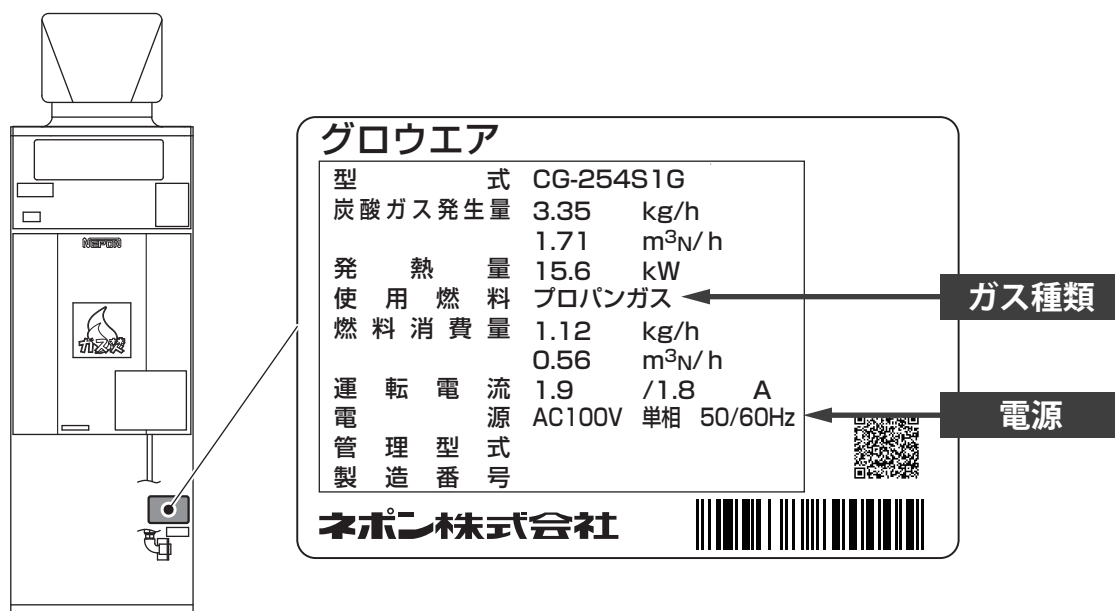 NEPON
ガス焚
グロウエア
型式 CG-254S1G
炭酸ガス発生量 3.35 kg/h
1.71 m³N/h
発熱量 15.6 kW
使用燃料 プロパンガス
ガス種類
燃料消費量 1.12 kg/h
0.56 m³N/h
運転電流 1.9 /1.8 A
電源 AC100V 単相 50/60Hz
電源
管理型式
製造番号
ネポン株式会社